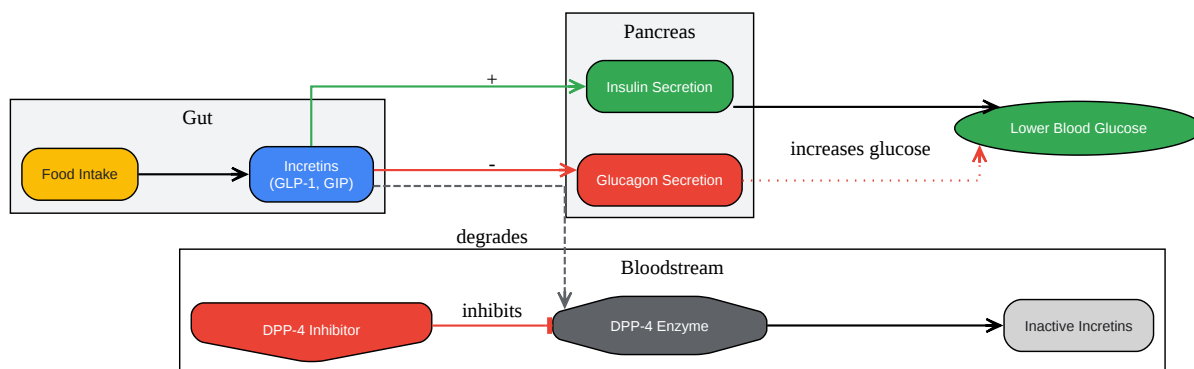 Pancreas
+
Insulin Secretion
Gut
Lower Blood Glucose
increases glucose
Food Intake
Incretins
(GLP-1, GIP)
-
Glucagon Secretion
degrades
Bloodstream
inhibits
DPP-4 Inhibitor
DPP-4 Enzyme
Inactive Incretins